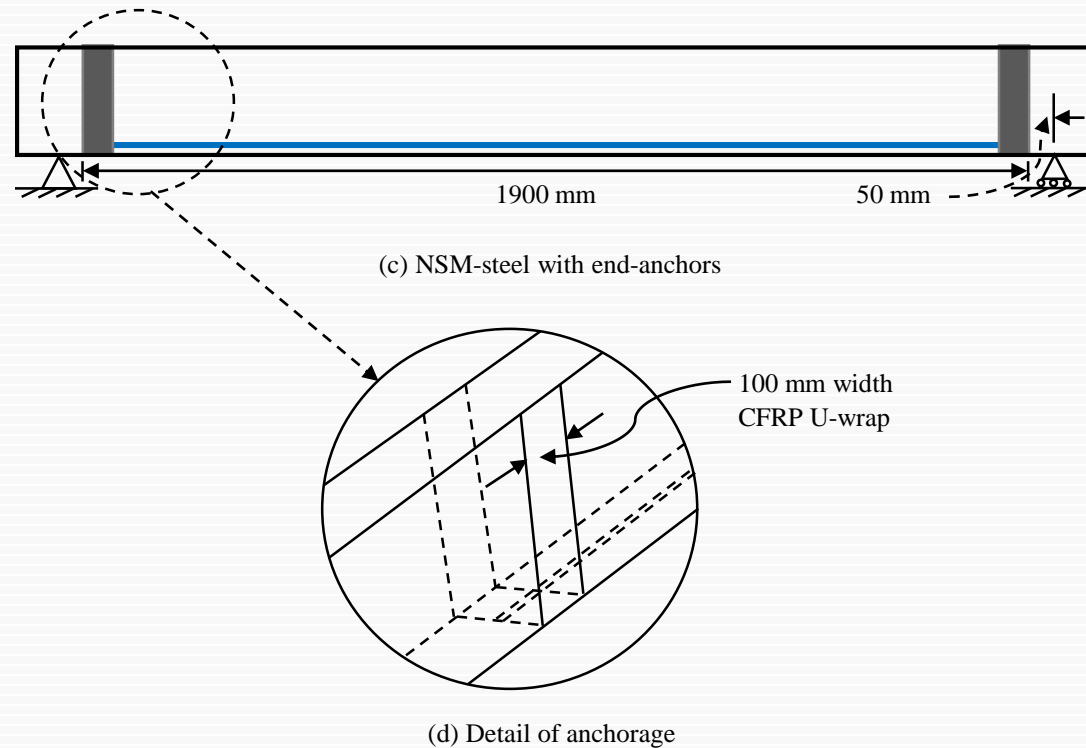 1900 mm
50 mm
(c) NSM-steel with end-anchors
100 mm width
CFRP U-wrap
(d) Detail of anchorage